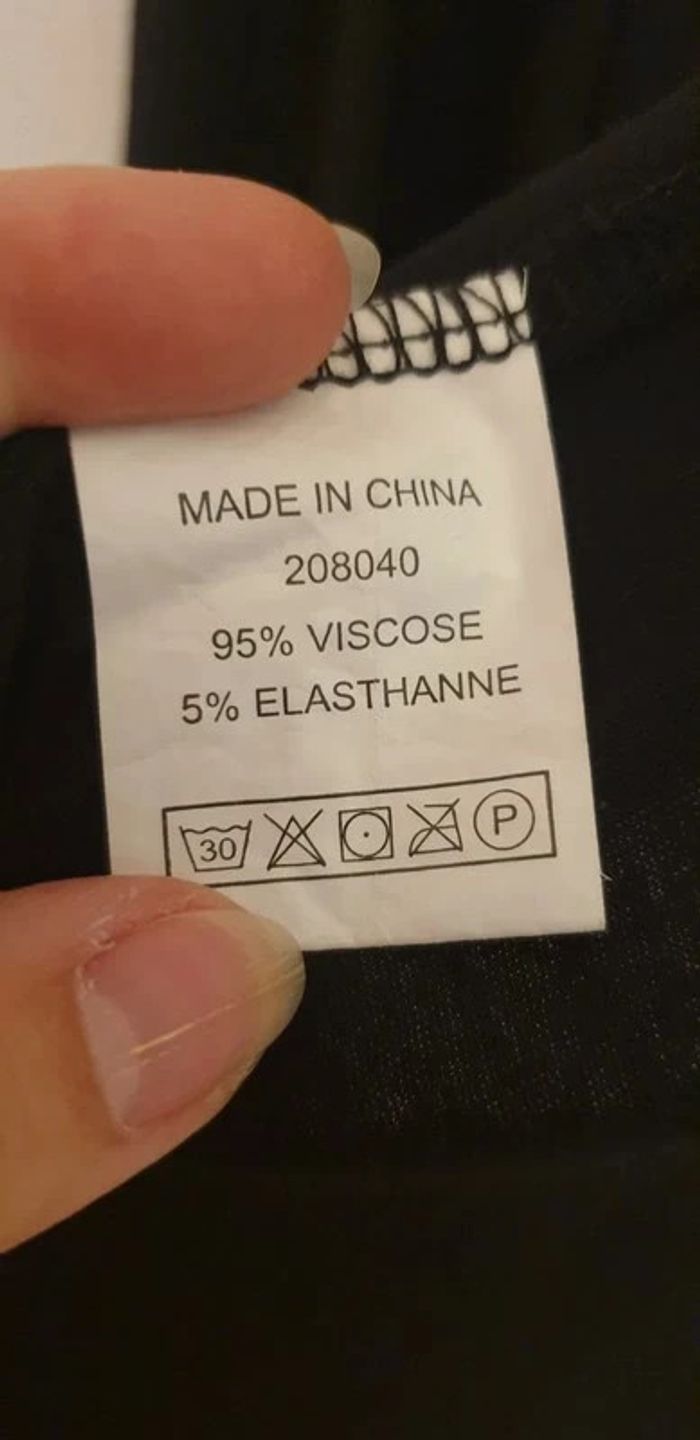 MADE IN CHINA
208040
95% VISCOSE
5% ELASTHANNE
30 P